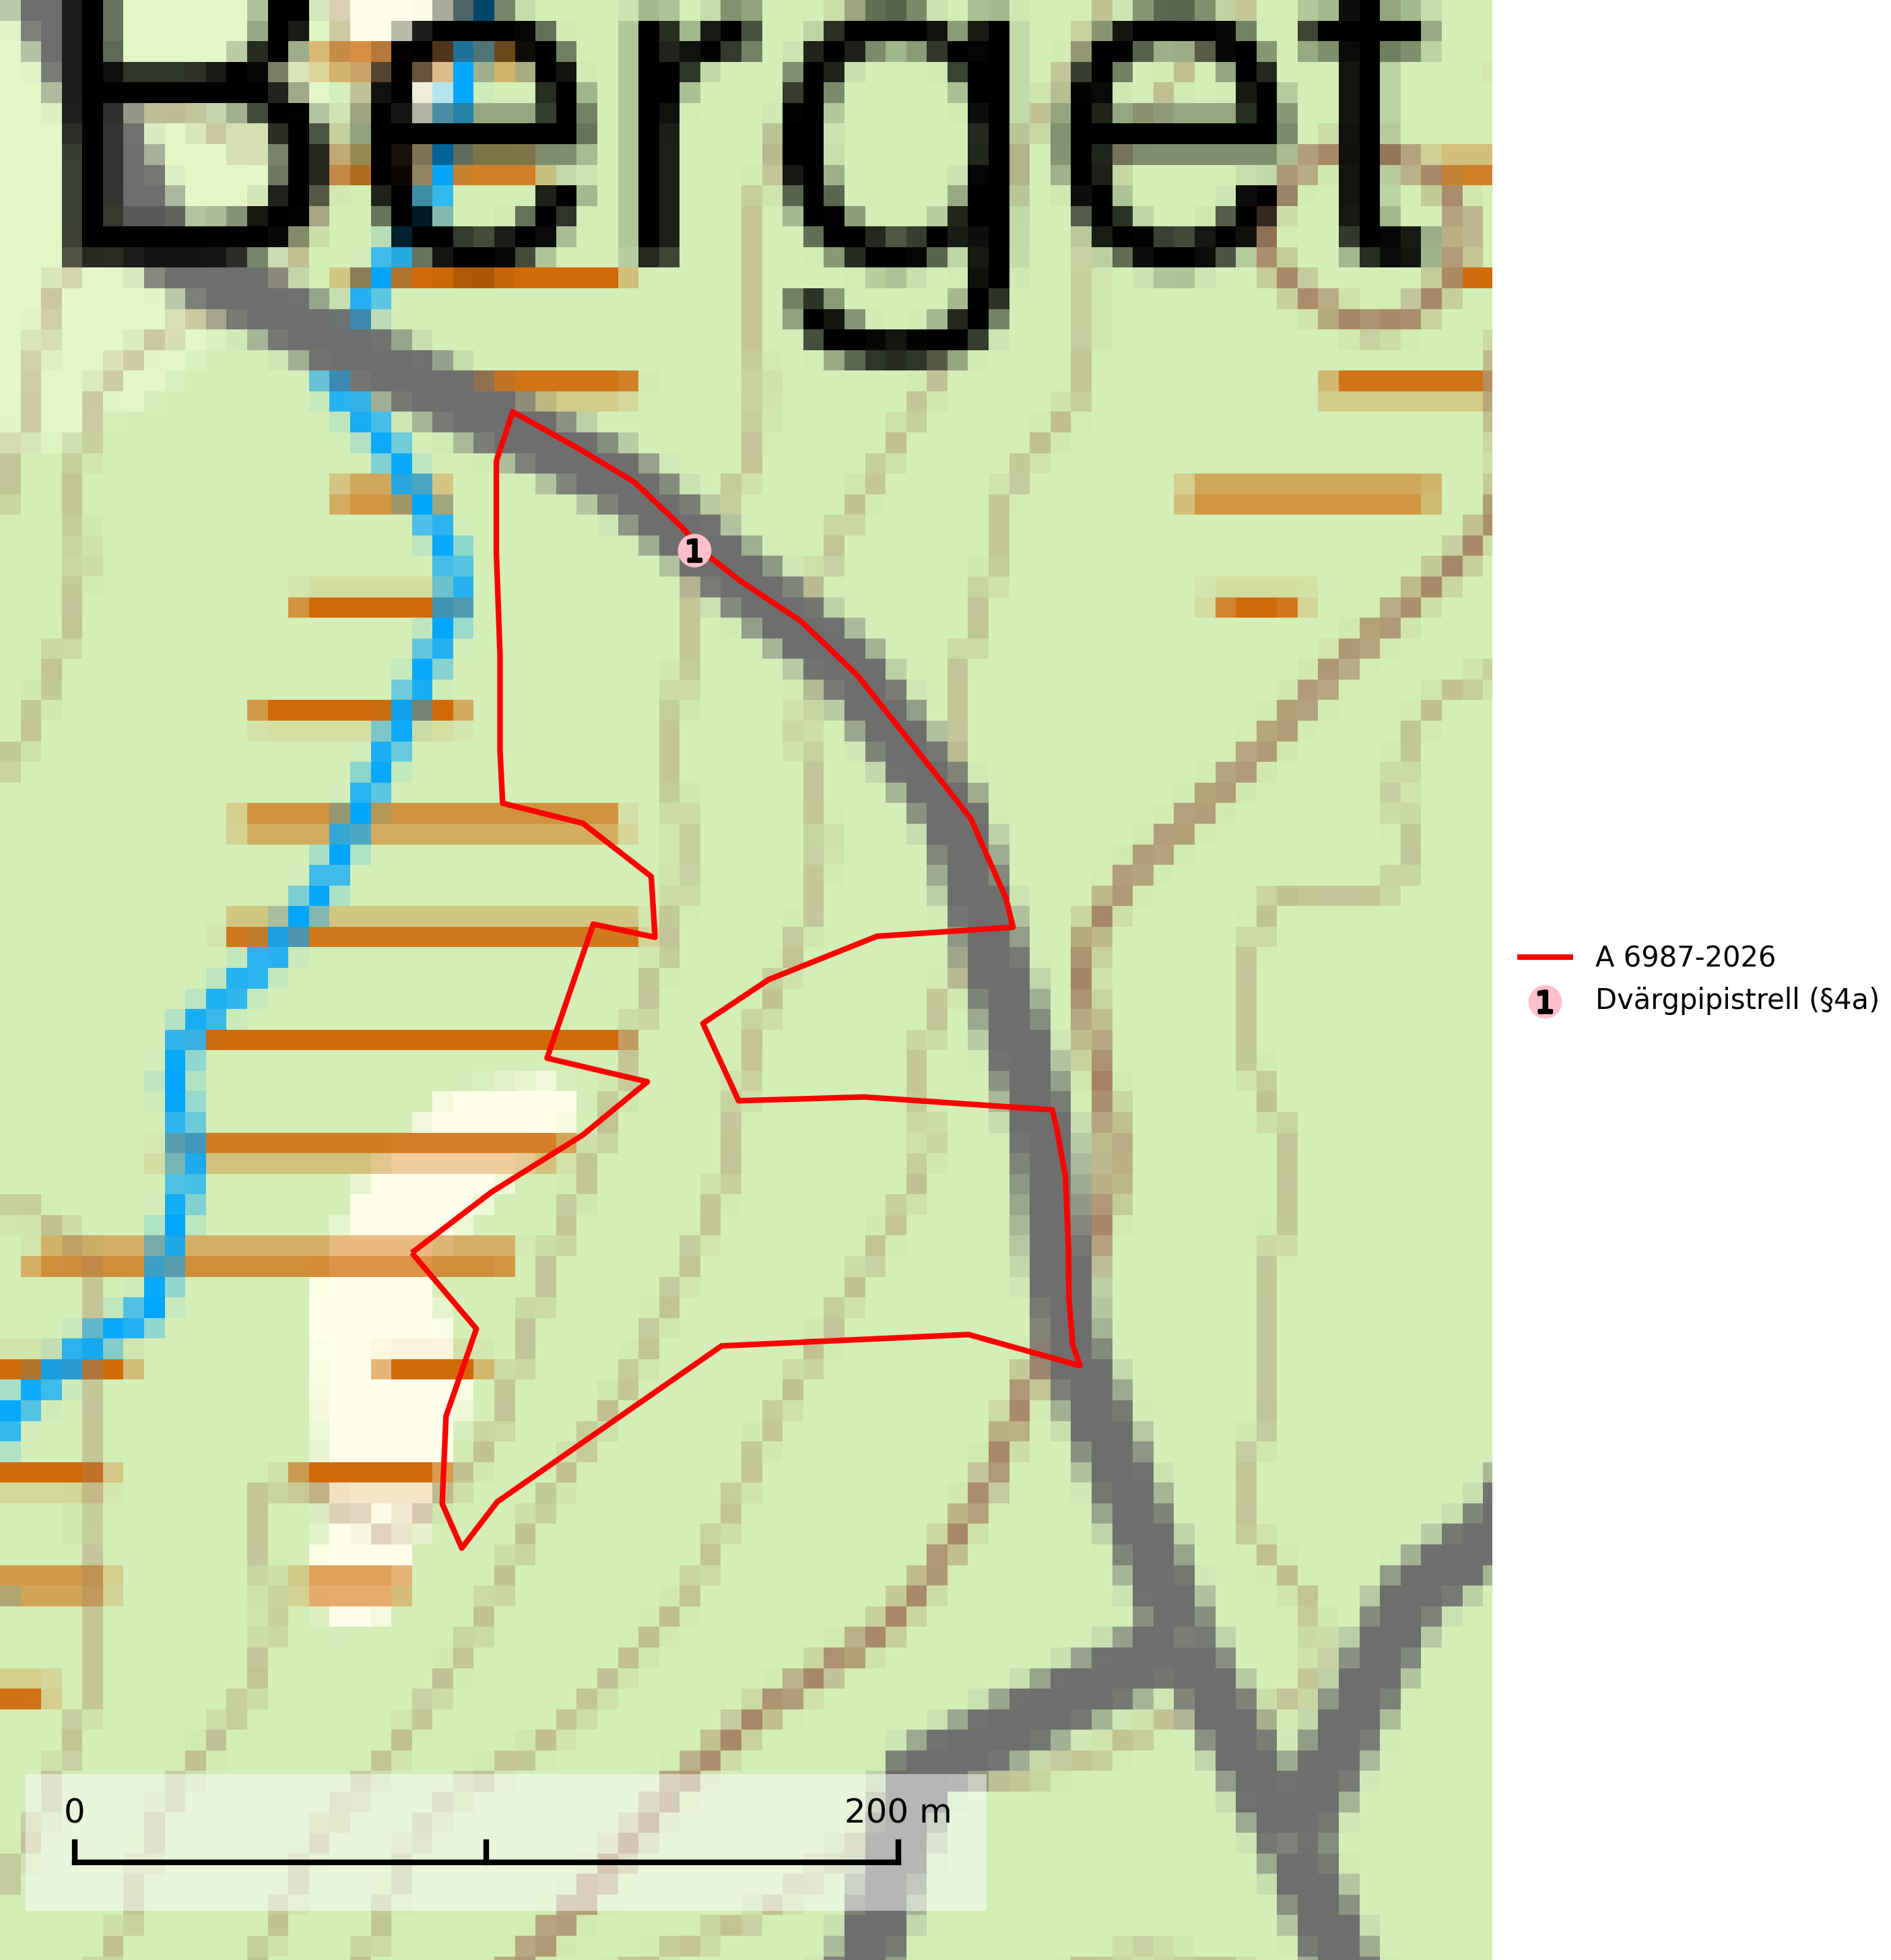 berget
1
A 6987-2026
1 Dvärgpipistrell (§4a)
0 200 m